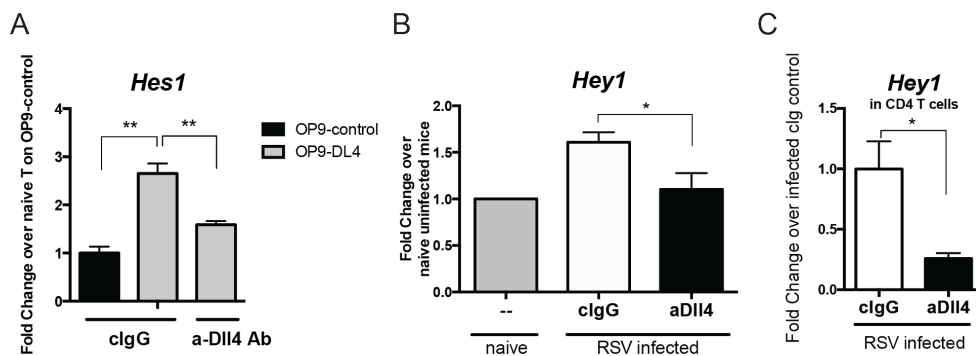 A
Hes1
Fold Change over naive T on OP9-control
4
3
2
1
0
**
**
OP9-control
OP9-DL4
cIgG
a-Dll4 Ab
B
Hey1
Fold Change over
naive uninfected mice
2.0
1.5
1.0
0.5
0.0
*
--
cIgG
aDll4
naive
RSV infected
C
Hey1
in CD4 T cells
Fold Change over infected cIg control
1.5
1.0
0.5
0.0
*
cIgG
aDll4
RSV infected